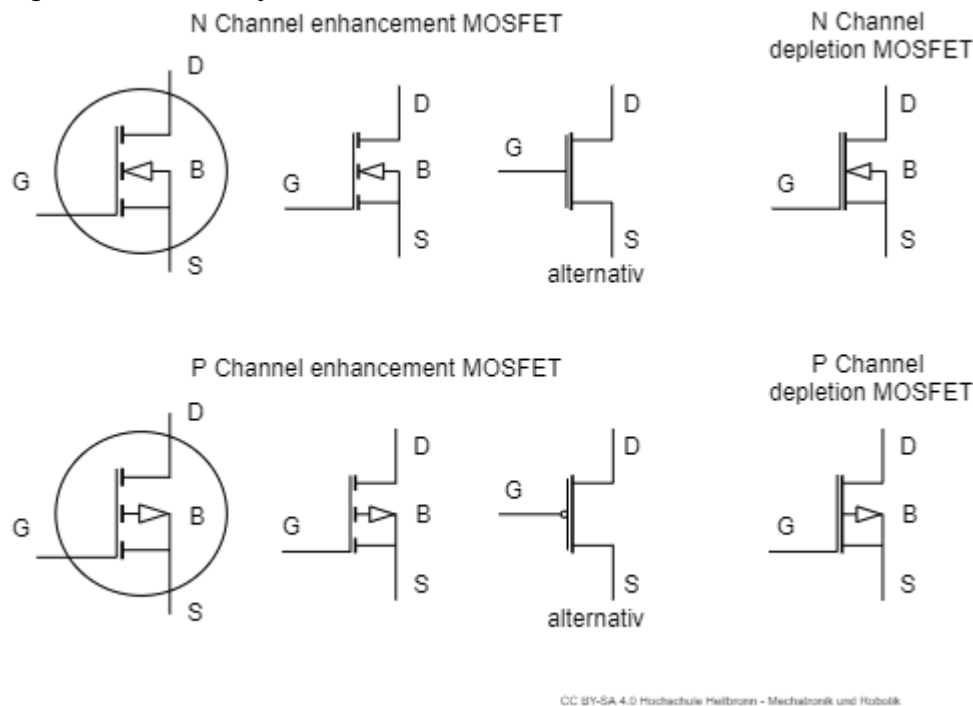 N Channel enhancement MOSFET
N Channel
depletion MOSFET
D
G
B
S
D
G
B
S
D
G
S
alternativ
D
G
B
S
P Channel enhancement MOSFET
P Channel
depletion MOSFET
D
G
B
S
D
G
B
S
D
G
S
alternativ
D
G
B
S
CC BY-SA 4.0 Hochschule Heilbronn - Mechatronik und Robotik